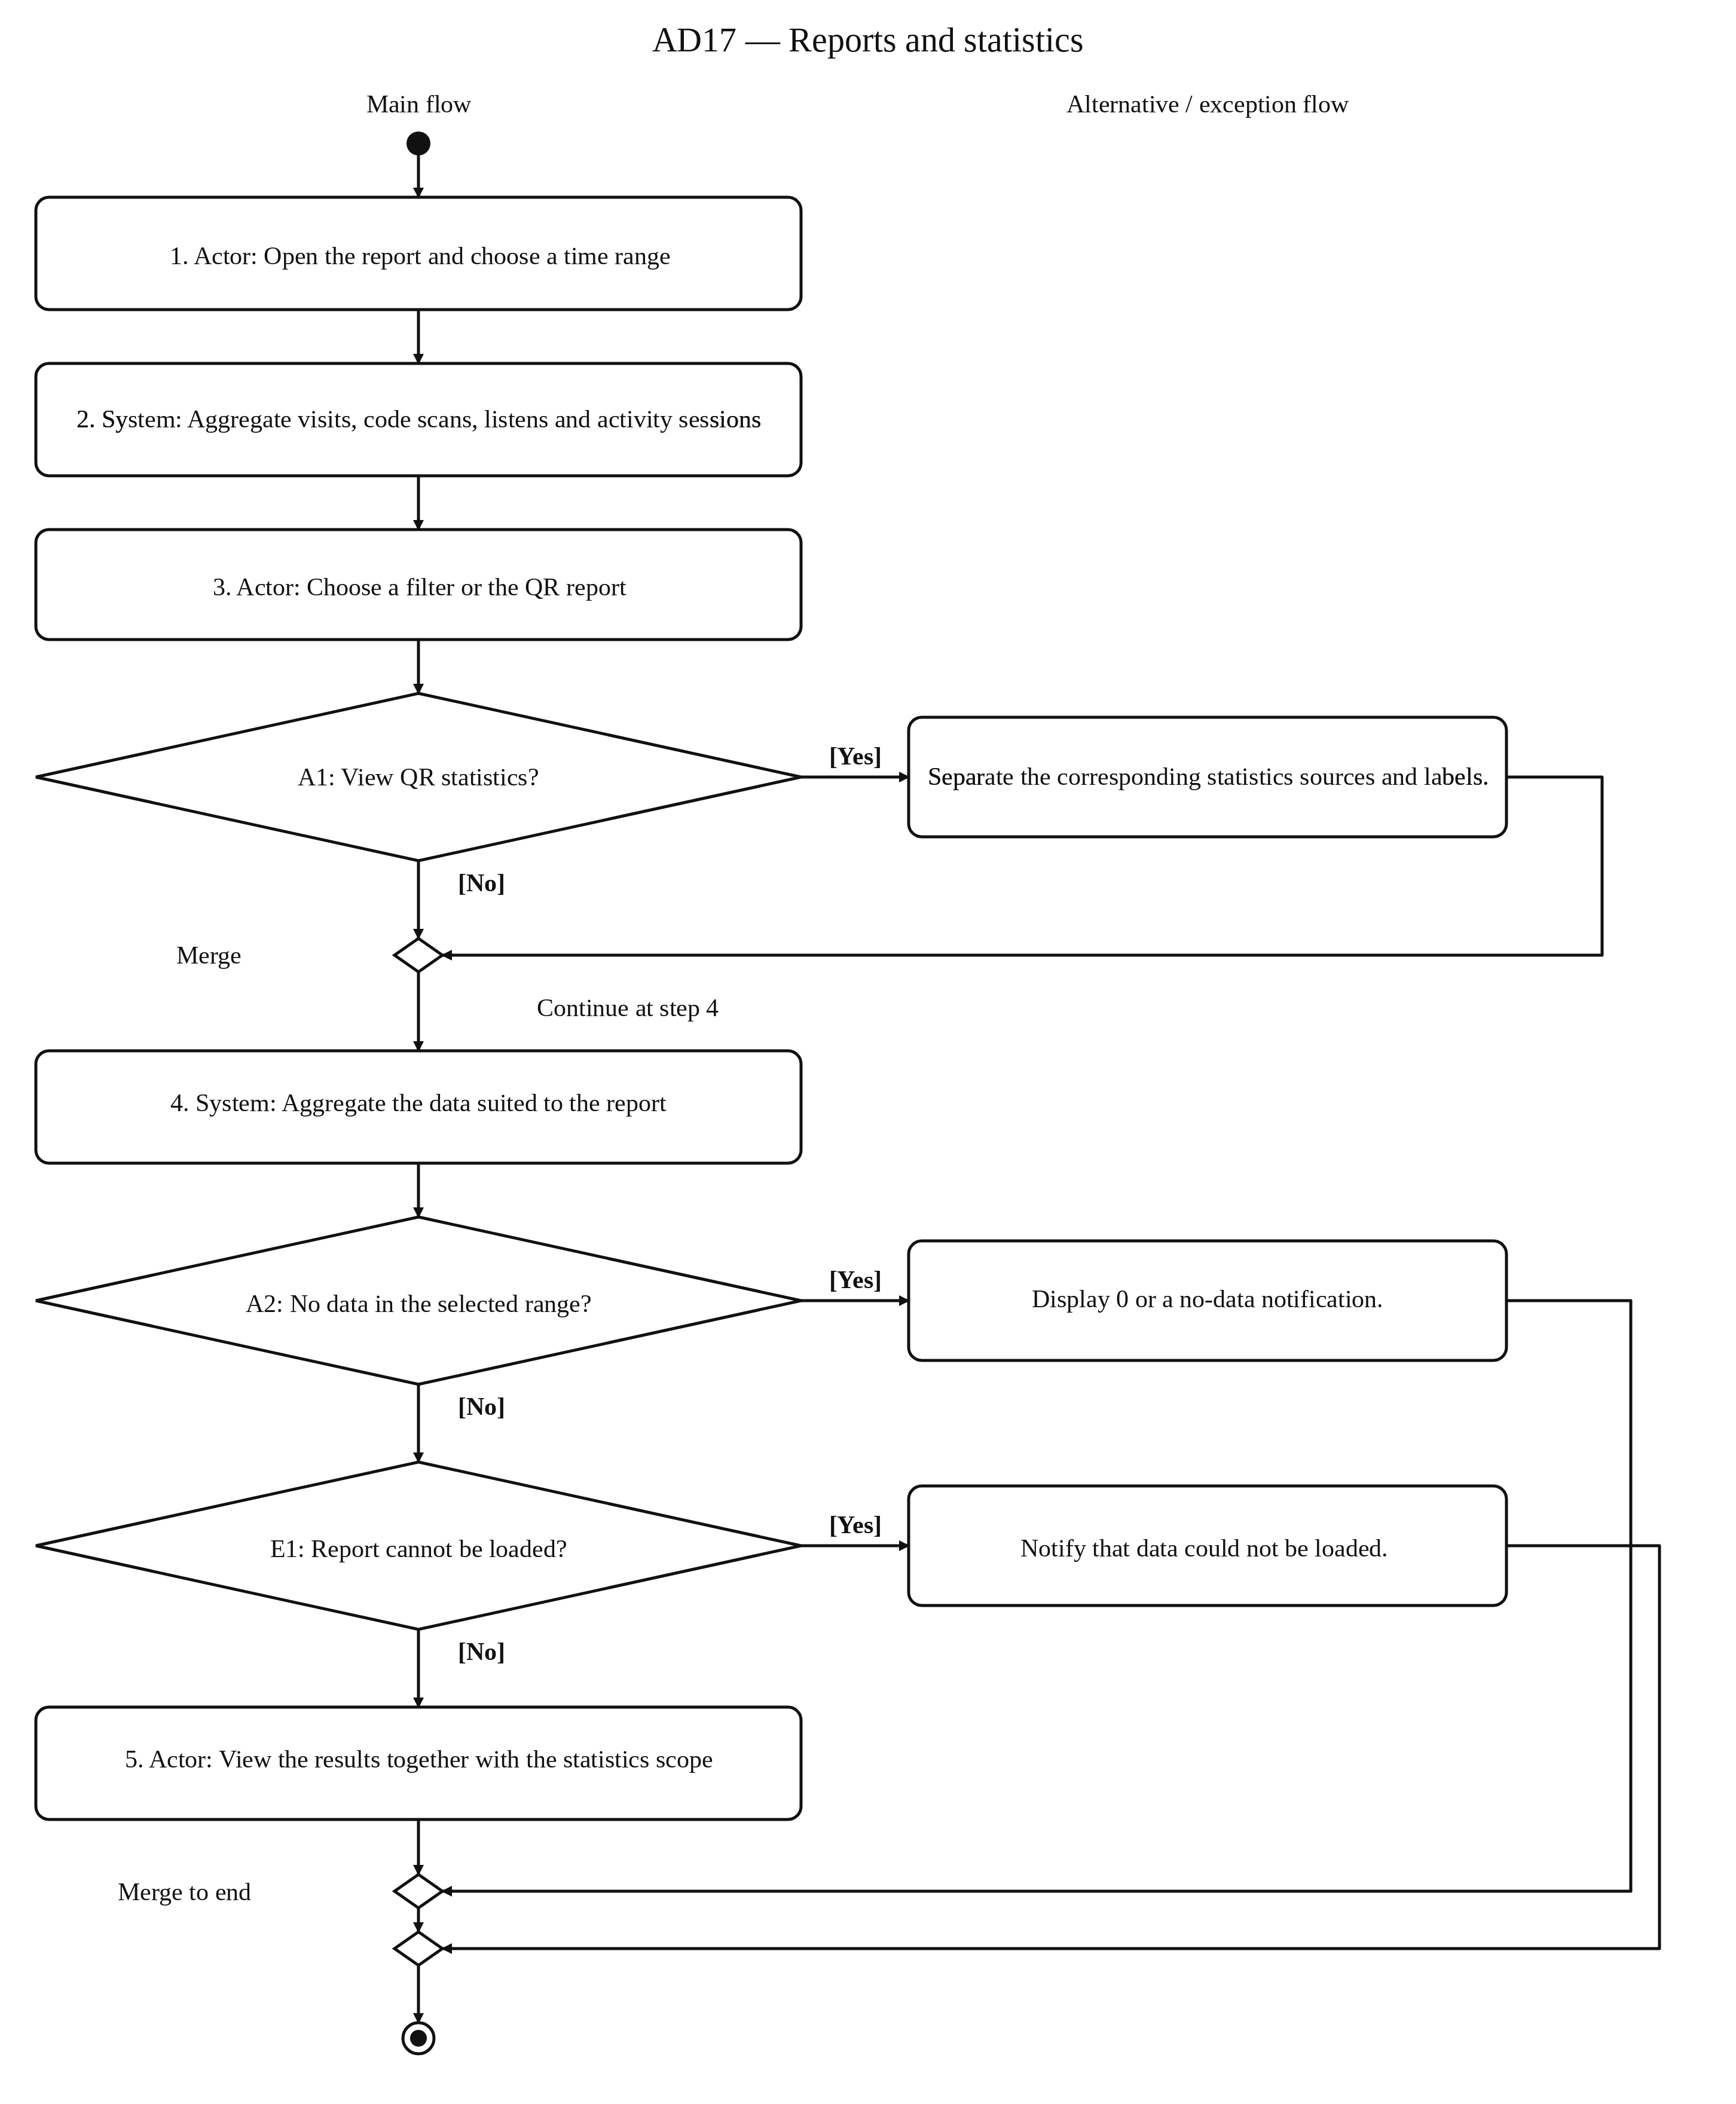 AD17 — Reports and statistics
Main flow
Alternative / exception flow
1. Actor: Open the report and choose a time range
2. System: Aggregate visits, code scans, listens and activity sessions
3. Actor: Choose a filter or the QR report
A1: View QR statistics?
[Yes]
Separate the corresponding statistics sources and labels.
[No]
Merge
Continue at step 4
4. System: Aggregate the data suited to the report
A2: No data in the selected range?
[Yes]
Display 0 or a no-data notification.
[No]
E1: Report cannot be loaded?
[Yes]
Notify that data could not be loaded.
[No]
5. Actor: View the results together with the statistics scope
Merge to end